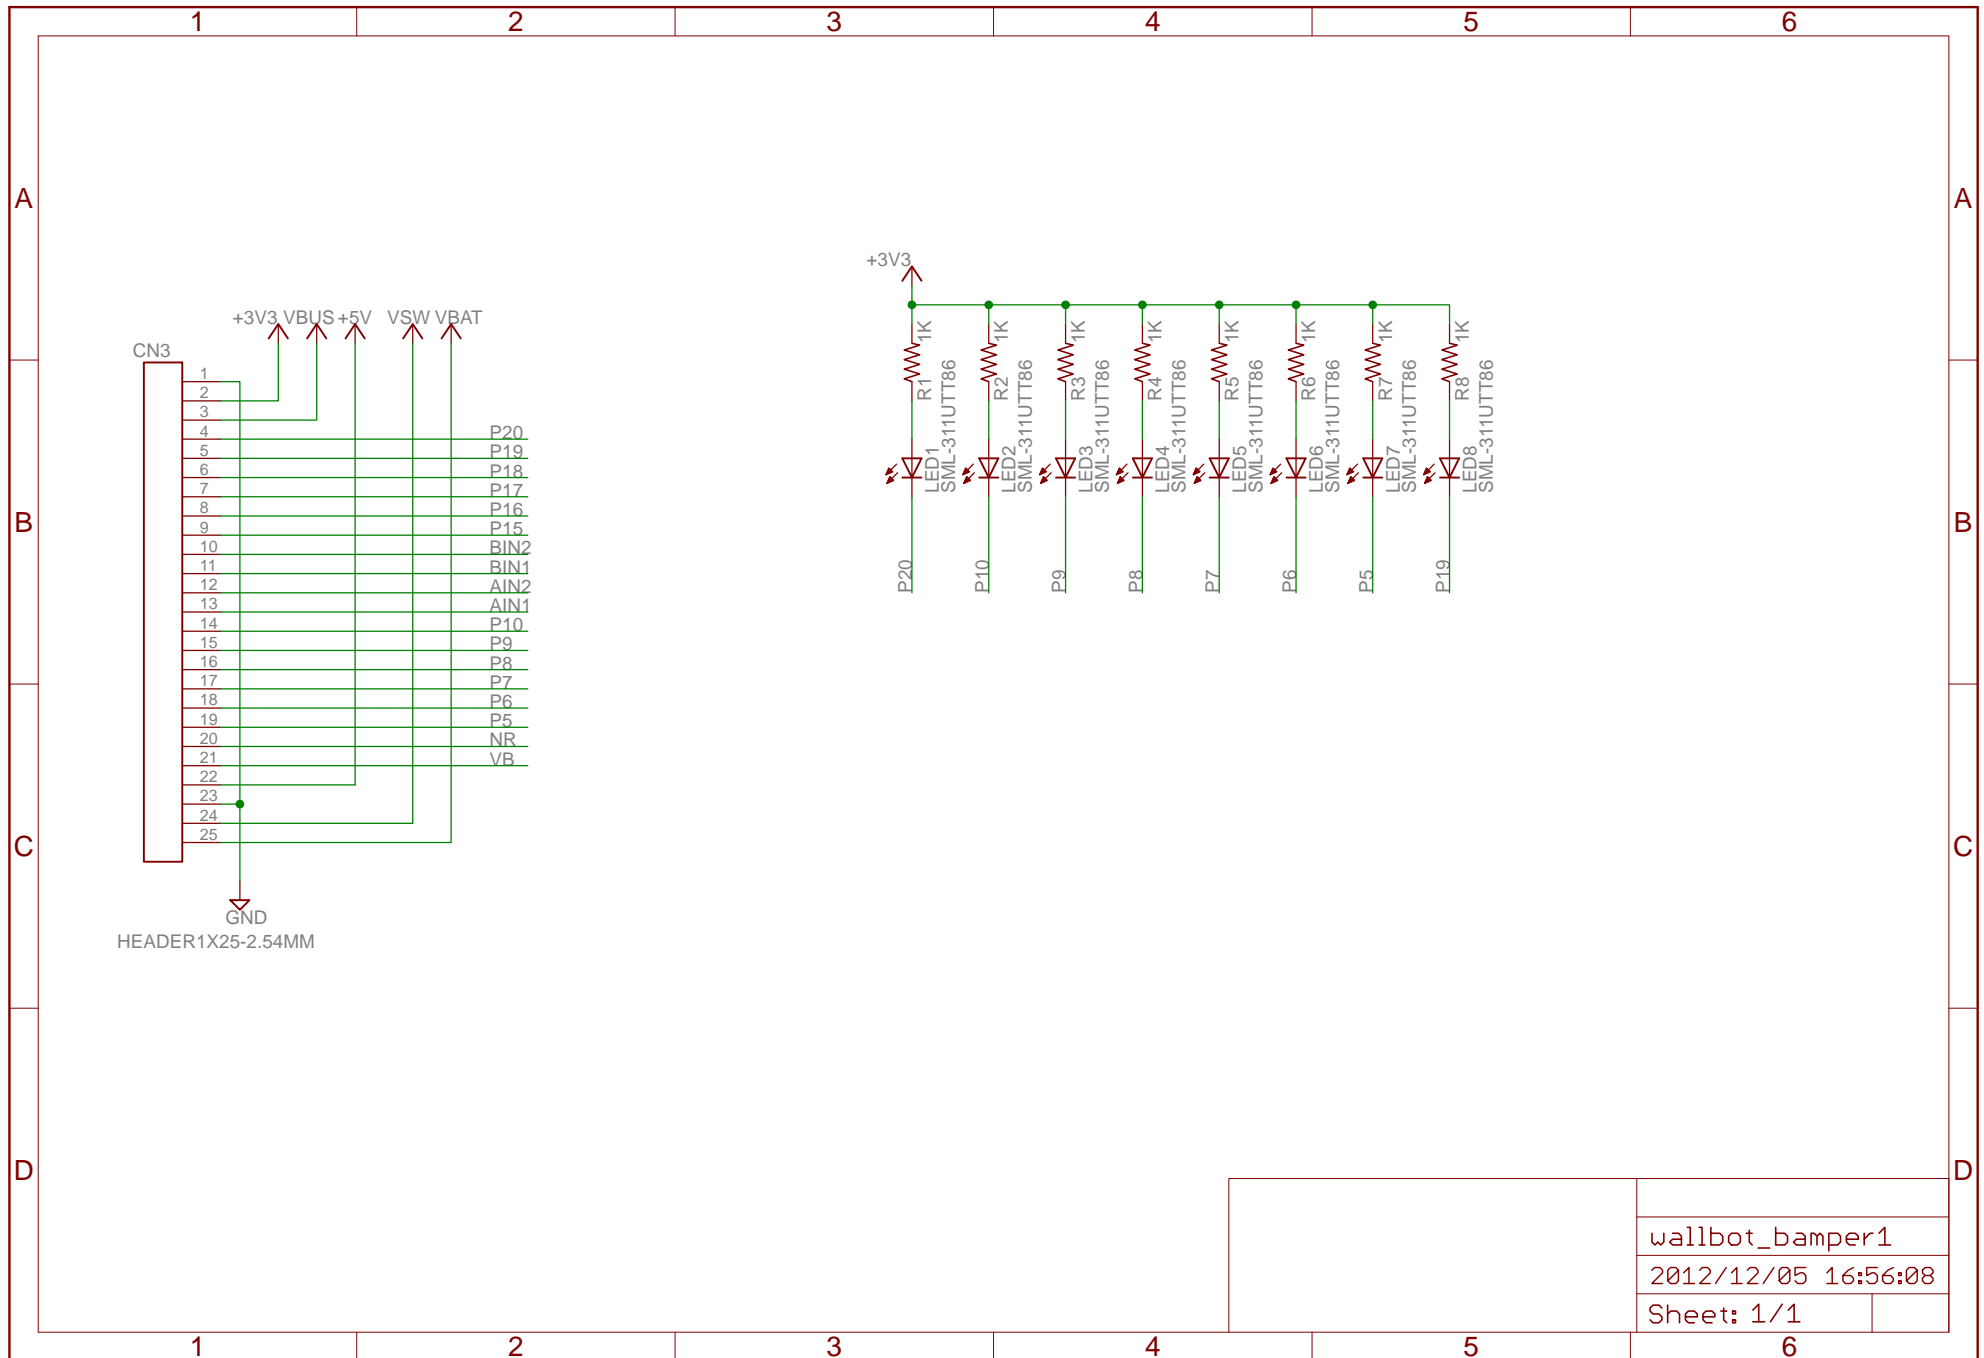 1 2 3 4 5 6
A A
+3V3
+3V3 VBUS +5V VSW VBAT
1K 1K 1K 1K 1K 1K 1K 1K
R1 R2 R3 R4 R5 R6 R7 R8
CN3
1
2
3
4 P20
5 P19
6 P18
7 P17
8 P16
9 P15
10 BIN2
11 BIN1
12 AIN2
13 AIN1
14 P10
15 P9
16 P8
17 P7
18 P6
19 P5
20 NR
21 VB
22
23
24
25
GND
HEADER1X25-2.54MM
LED1 SML-311UTT86
LED2 SML-311UTT86
LED3 SML-311UTT86
LED4 SML-311UTT86
LED5 SML-311UTT86
LED6 SML-311UTT86
LED7 SML-311UTT86
LED8 SML-311UTT86
P20 P10 P9 P8 P7 P6 P5 P19
B B
C C
D D
wallbot_bamper1
2012/12/05 16:56:08
Sheet: 1/1
1 2 3 4 5 6